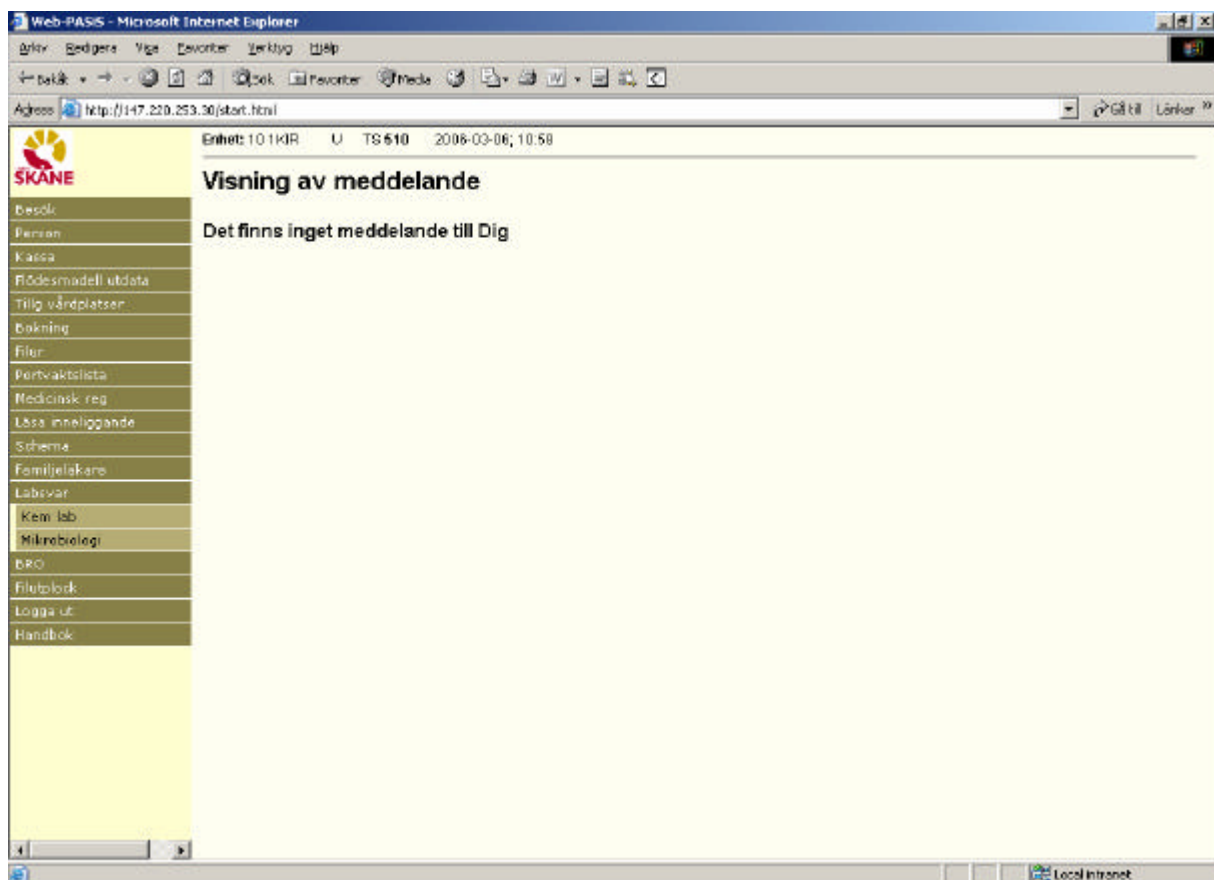 Web-PASiS - Microsoft Internet Explorer
Arkiv Redigera Visa Favoriter Verktyg Hjälp
Bakåt Sök Favoriter Media
Adress http://147.220.253.30/start.html Gå till Länkar »
SKÅNE
Enhet: 101KIR U TS 510 2006-03-06; 10:58
Visning av meddelande
Det finns inget meddelande till Dig
Besök
Person
Kassa
Flödesmodell utdata
Tillg vårdplatser
Bokning
Filur
Portvaktslista
Medicinsk reg
Läsa inneliggande
Schema
Familjeläkare
Labsvar
Kem lab
Mikrobiologi
BRO
Filutplock
Logga ut
Handbok
Local intranet